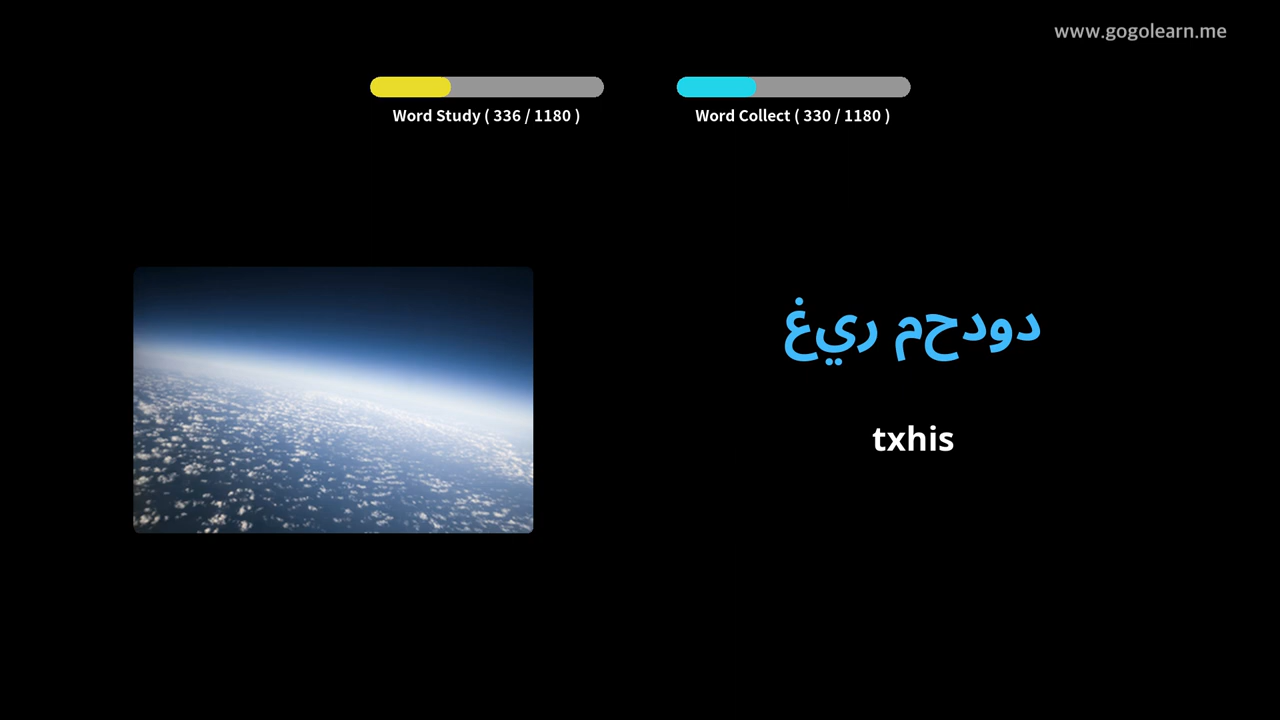 www.gogolearn.me
Word Study ( 336 / 1180 )
Word Collect ( 330 / 1180 )
غير محدود
txhis